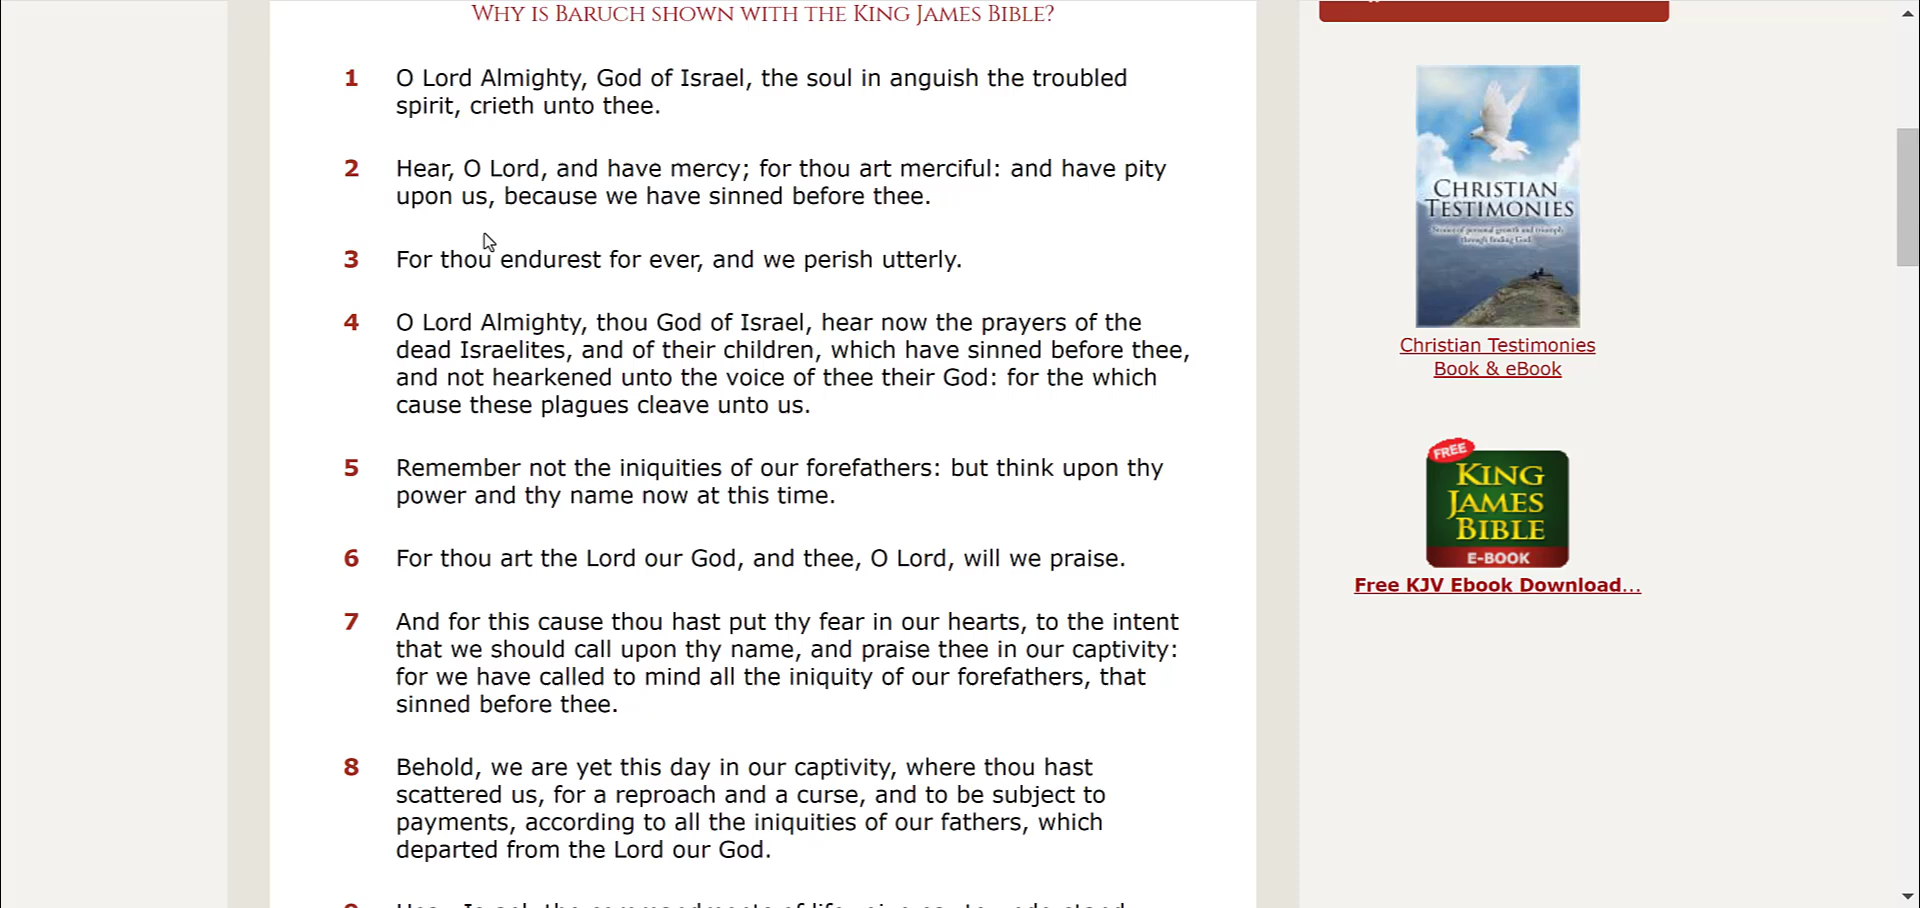 Why is Baruch shown with the King James Bible?
1 O Lord Almighty, God of Israel, the soul in anguish the troubled
spirit, crieth unto thee.
2 Hear, O Lord, and have mercy; for thou art merciful: and have pity
upon us, because we have sinned before thee.
3 For thou endurest for ever, and we perish utterly.
4 O Lord Almighty, thou God of Israel, hear now the prayers of the
dead Israelites, and of their children, which have sinned before thee,
and not hearkened unto the voice of thee their God: for the which
cause these plagues cleave unto us.
5 Remember not the iniquities of our forefathers: but think upon thy
power and thy name now at this time.
6 For thou art the Lord our God, and thee, O Lord, will we praise.
7 And for this cause thou hast put thy fear in our hearts, to the intent
that we should call upon thy name, and praise thee in our captivity:
for we have called to mind all the iniquity of our forefathers, that
sinned before thee.
8 Behold, we are yet this day in our captivity, where thou hast
scattered us, for a reproach and a curse, and to be subject to
payments, according to all the iniquities of our fathers, which
departed from the Lord our God.
CHRISTIAN
TESTIMONIES
Stories of personal growth and triumph
through finding God
Christian Testimonies
Book & eBook
FREE
KING
JAMES
BIBLE
E-BOOK
Free KJV Ebook Download...